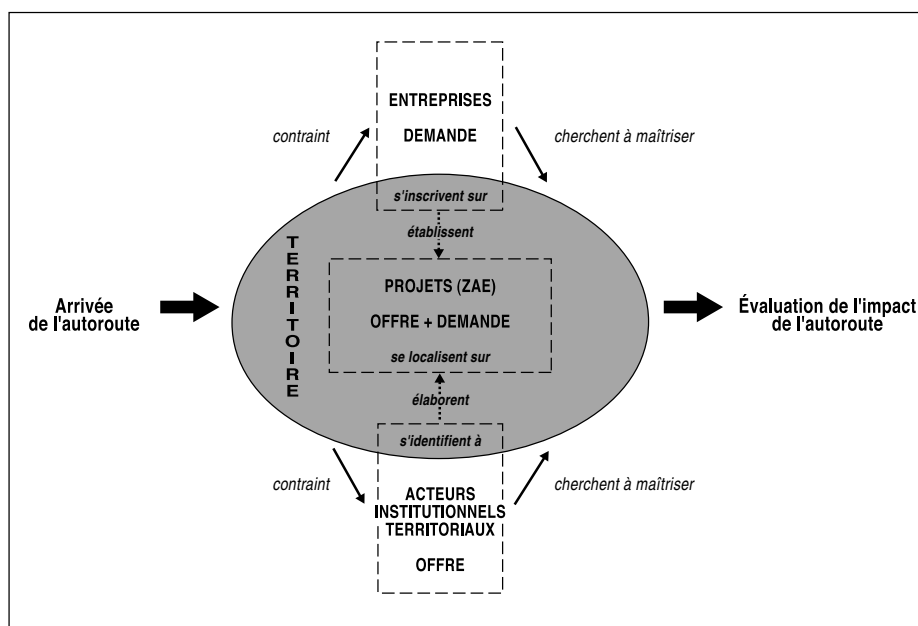 ENTREPRISES
DEMANDE
contraint
cherchent à maîtriser
s'inscrivent sur
établissent
TERRITOIRE
PROJETS (ZAE)
OFFRE + DEMANDE
se localisent sur
Arrivée
de l'autoroute
Évaluation de l'impact
de l'autoroute
élaborent
s'identifient à
contraint
cherchent à maîtriser
ACTEURS
INSTITUTIONNELS
TERRITORIAUX
OFFRE